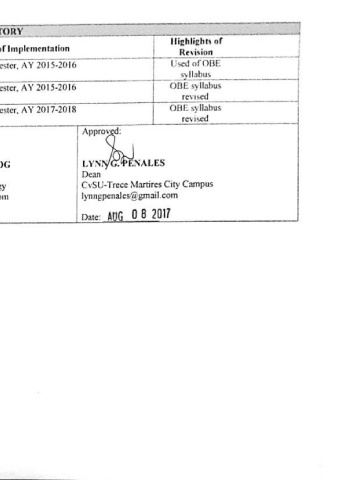 TORY
of Implementation
Highlights of
Revision
ester, AY 2015-2016
Used of OBE
syllabus
ester, AY 2015-2016
OBE syllabus
revised
ester, AY 2017-2018
OBE syllabus
revised
Approved:
OG
LYNN G. PENALES
Dean
gy
CvSU-Trece Martires City Campus
om
lynngpenales@gmail.com
Date: AUG 08 2017